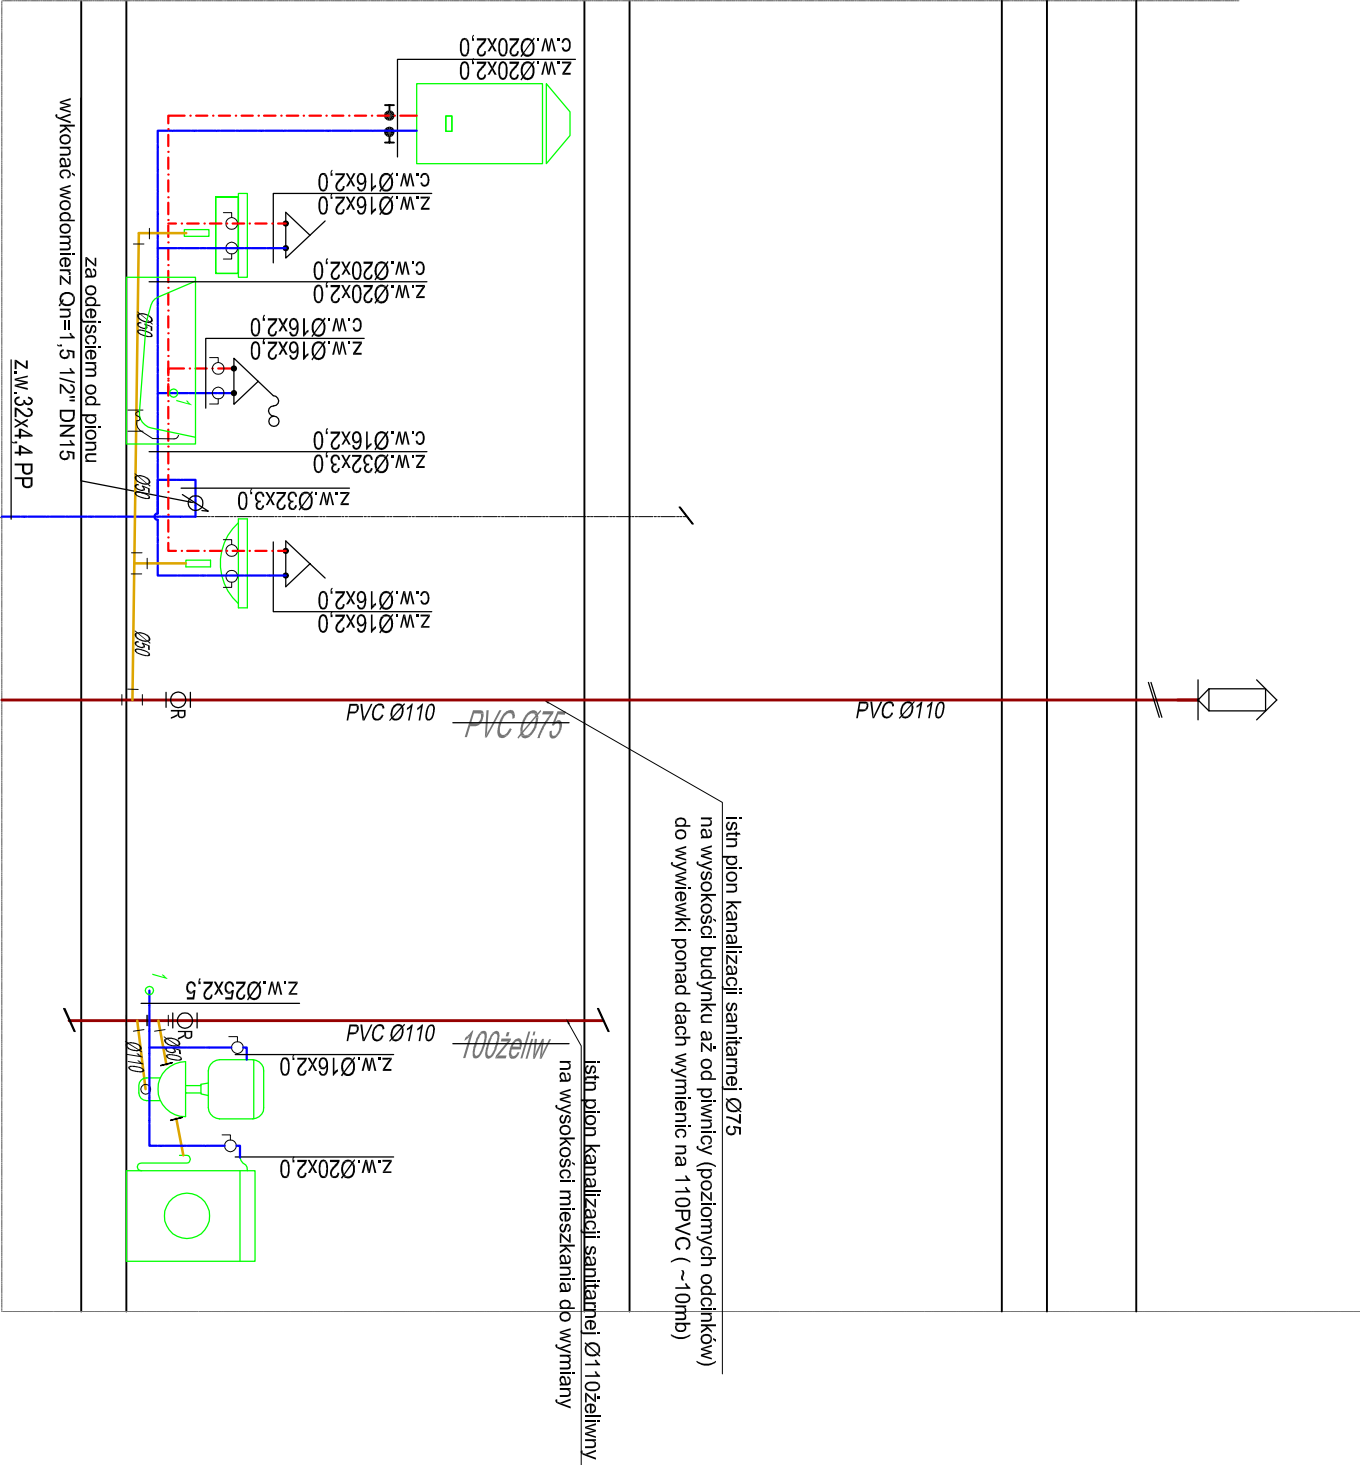 c.w.Ø20x2,0
z.w.Ø20x2,0
wykonać wodomierz Qn=1,5 1/2" DN15
za odejsciem od pionu
c.w.Ø16x2,0
z.w.Ø16x2,0
c.w.Ø20x2,0
z.w.Ø20x2,0
Ø50
c.w.Ø16x2,0
z.w.Ø16x2,0
1
z.w.32x4,4 PP
c.w.Ø16x2,0
z.w.Ø32x3,0
Ø50
z.w.Ø32x3,0
c.w.Ø16x2,0
z.w.Ø16x2,0
Ø50
R
PVC Ø110
PVC Ø75
PVC Ø110
istn pion kanalizacji sanitarnej Ø75
na wysokości budynku aż od piwnicy (poziomych odcinków)
do wywiewki ponad dach wymienic na 110PVC ( ~10mb)
1
z.w.Ø25x2,5
R
PVC Ø110
100żeliw
Ø110
Ø50
z.w.Ø16x2,0
z.w.Ø20x2,0
istn pion kanalizacji sanitarnej Ø110żeliwny
na wysokości mieszkania do wymiany